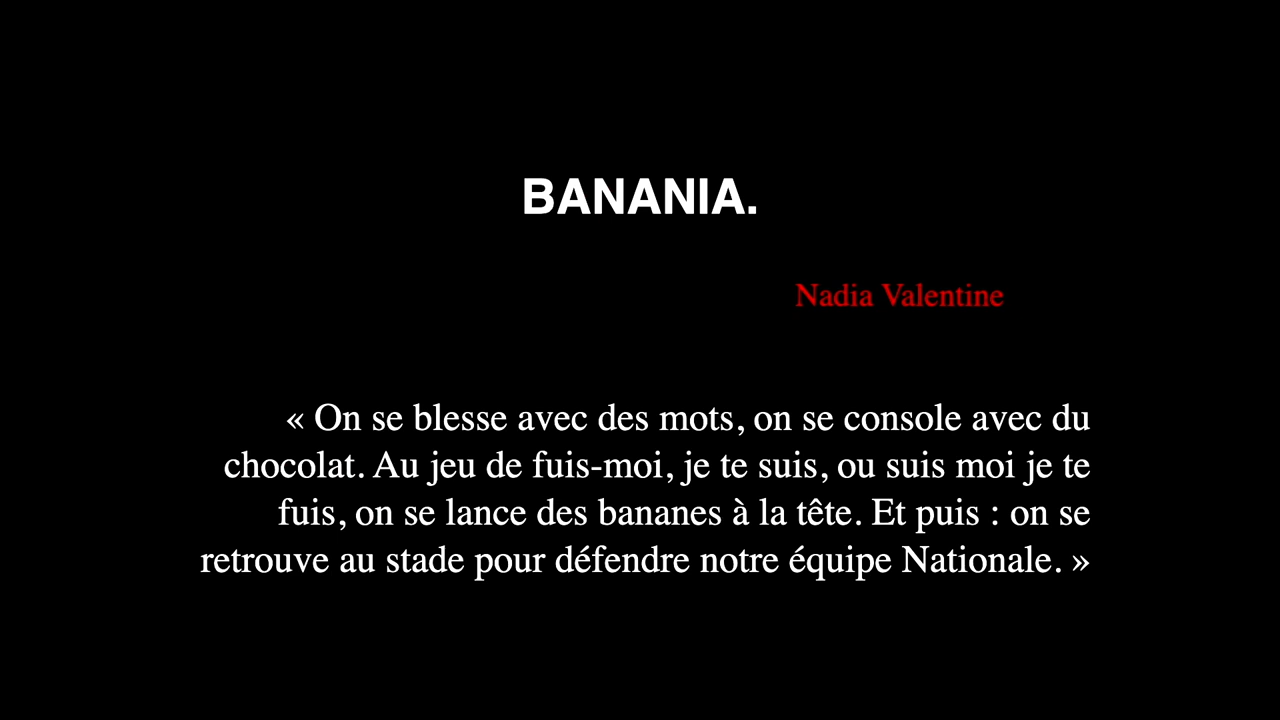 BANANIA.
Nadia Valentine
« On se blesse avec des mots, on se console avec du
chocolat. Au jeu de fuis-moi, je te suis, ou suis moi je te
fuis, on se lance des bananes à la tête. Et puis : on se
retrouve au stade pour défendre notre équipe Nationale. »